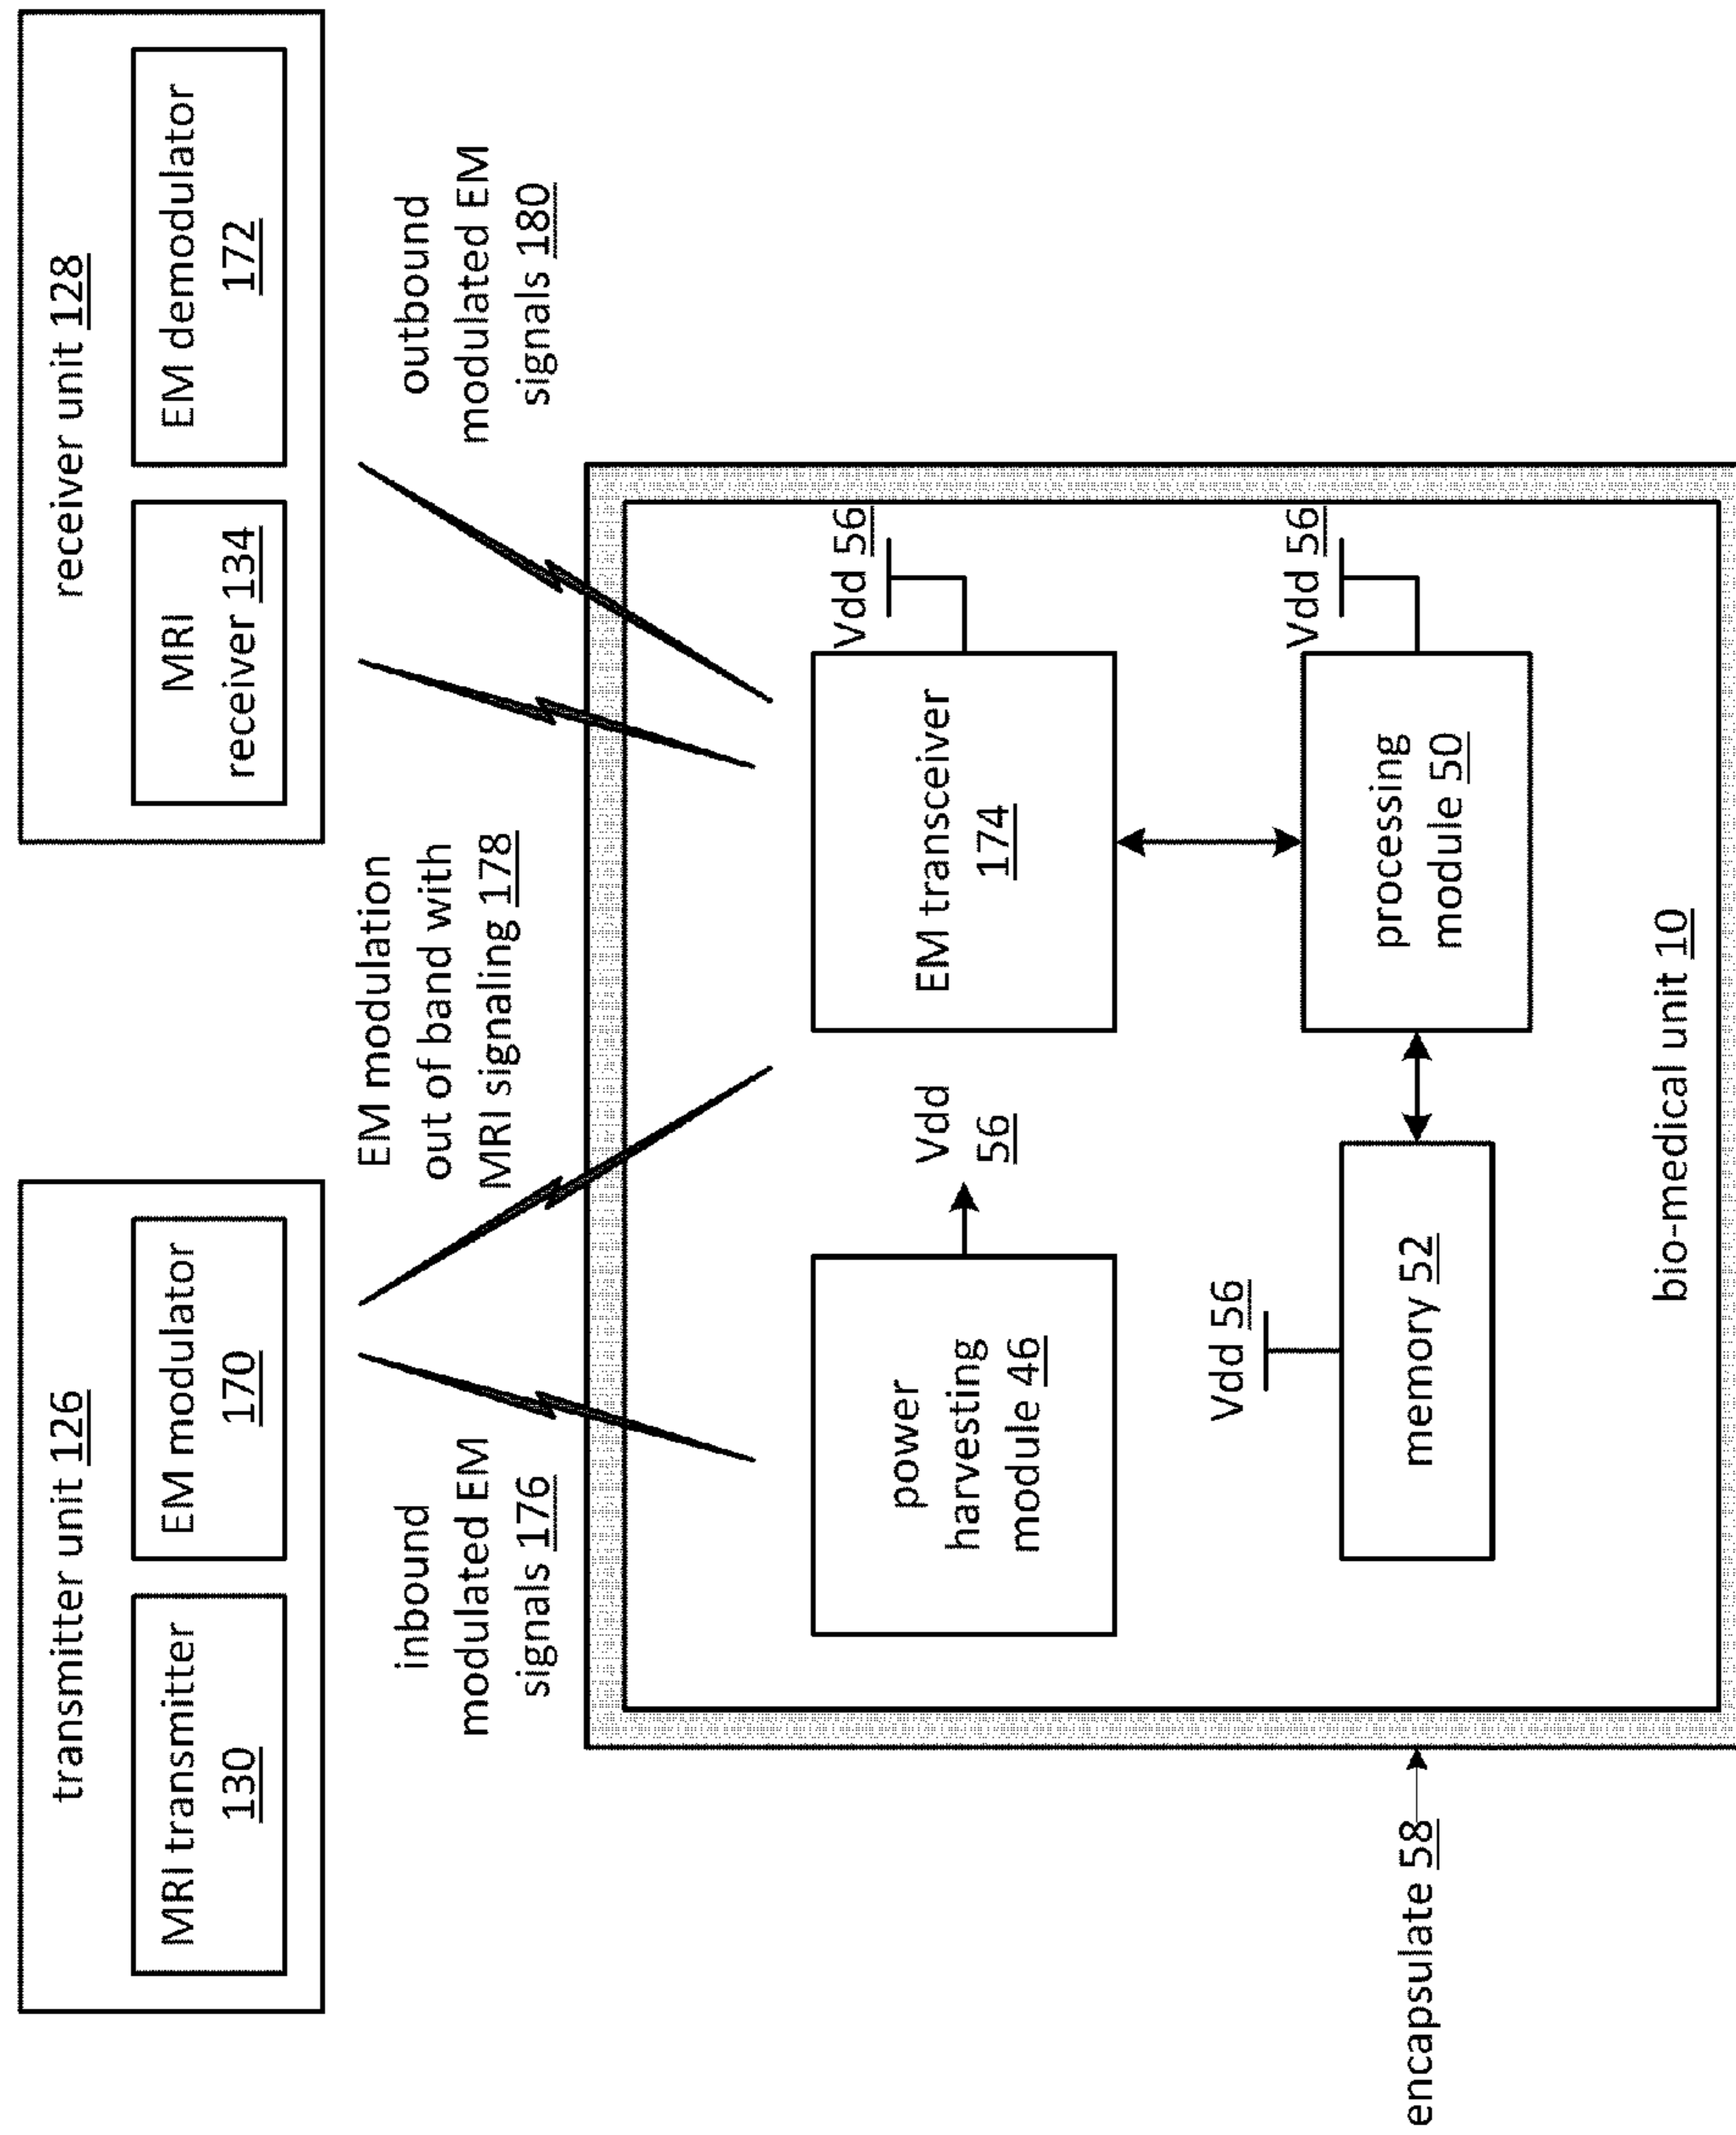 transmitter unit 126
MRI transmitter
130
EM modulator
170
receiver unit 128
MRI
receiver 134
EM demodulator
172
inbound
modulated EM
signals 176
EM modulation
out of band with
MRI signaling 178
outbound
modulated EM
signals 180
power
harvesting
module 46
Vdd
56
EM transceiver
174
Vdd 56
Vdd 56
memory 52
processing
module 50
Vdd 56
encapsulate 58
bio-medical unit 10